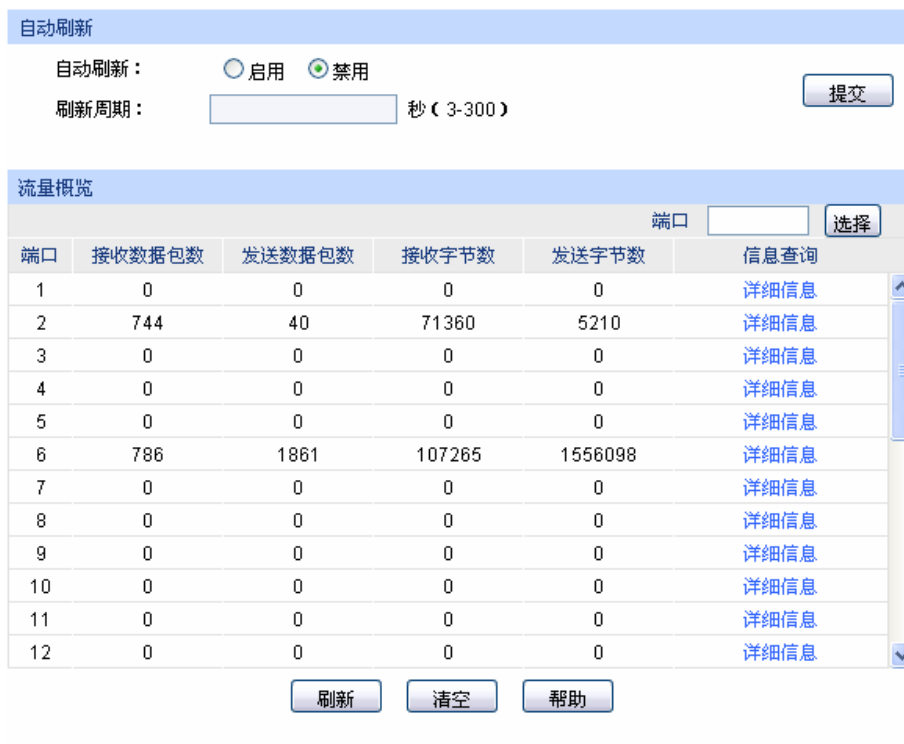 自动刷新
自动刷新： 启用 禁用
提交
刷新周期： 秒（3-300）
流量概览
端口 选择
端口 接收数据包数 发送数据包数 接收字节数 发送字节数 信息查询
1 0 0 0 0 详细信息
2 744 40 71360 5210 详细信息
3 0 0 0 0 详细信息
4 0 0 0 0 详细信息
5 0 0 0 0 详细信息
6 786 1861 107265 1556098 详细信息
7 0 0 0 0 详细信息
8 0 0 0 0 详细信息
9 0 0 0 0 详细信息
10 0 0 0 0 详细信息
11 0 0 0 0 详细信息
12 0 0 0 0 详细信息
刷新 清空 帮助